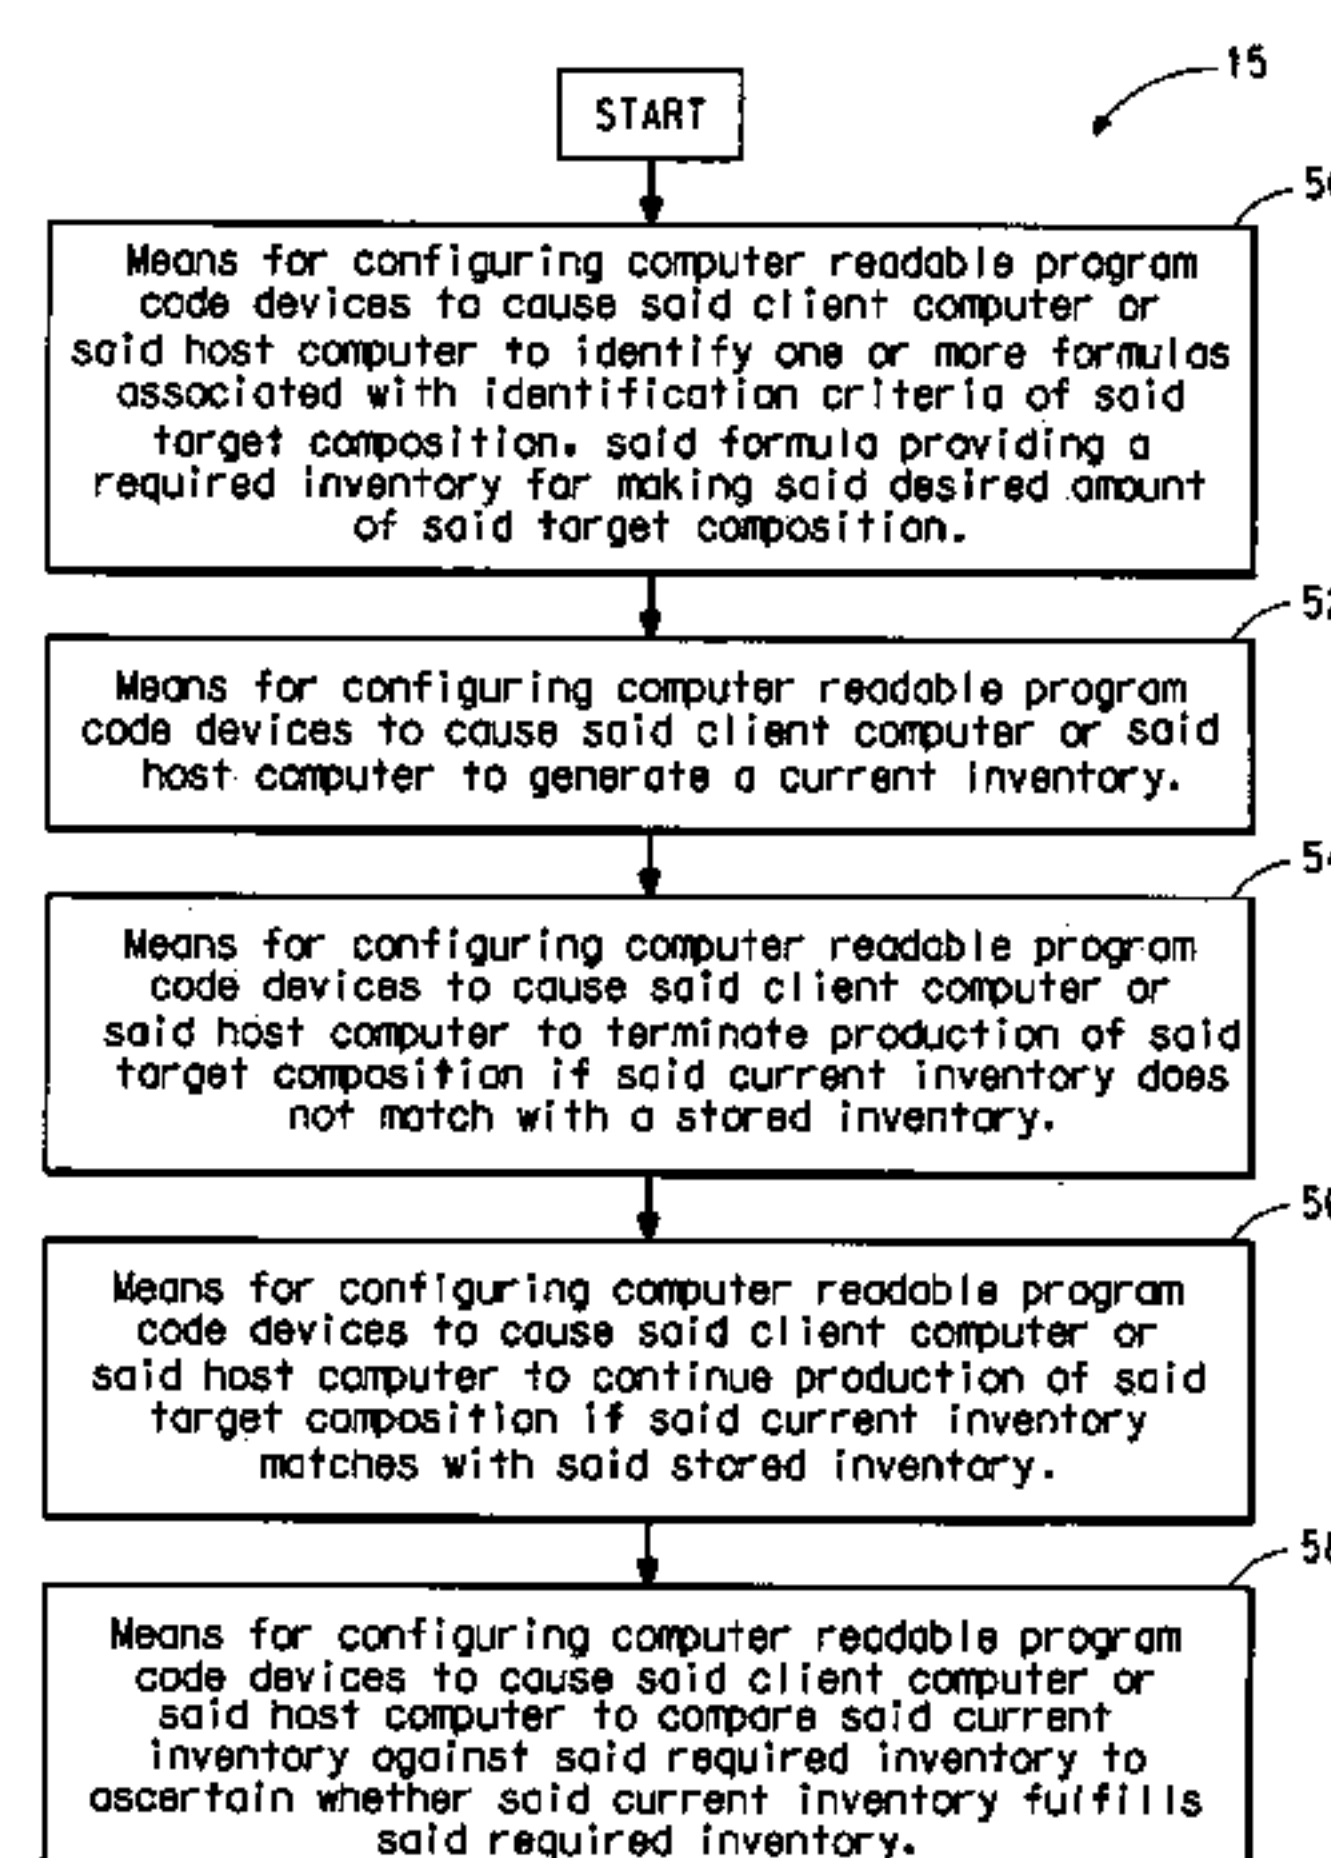 15
START
Means for configuring computer readable program
code devices to cause said client computer or
said host computer to identify one or more formulas
associated with identification criteria of said
target composition. said formula providing a
required inventory for making said desired amount
of said target composition.
Means for configuring computer readable program
code devices to cause said client computer or said
host computer to generate a current inventory.
Means for configuring computer readable program
code devices to cause said client computer or
said host computer to terminate production of said
target composition if said current inventory does
not match with a stored inventory.
Means for configuring computer readable program
code devices to cause said client computer or
said host computer to continue production of said
target composition if said current inventory
matches with said stored inventory.
Means for configuring computer readable program
code devices to cause said client computer or
said host computer to compare said current
inventory against said required inventory to
ascertain whether said current inventory fulfills
said required inventory.